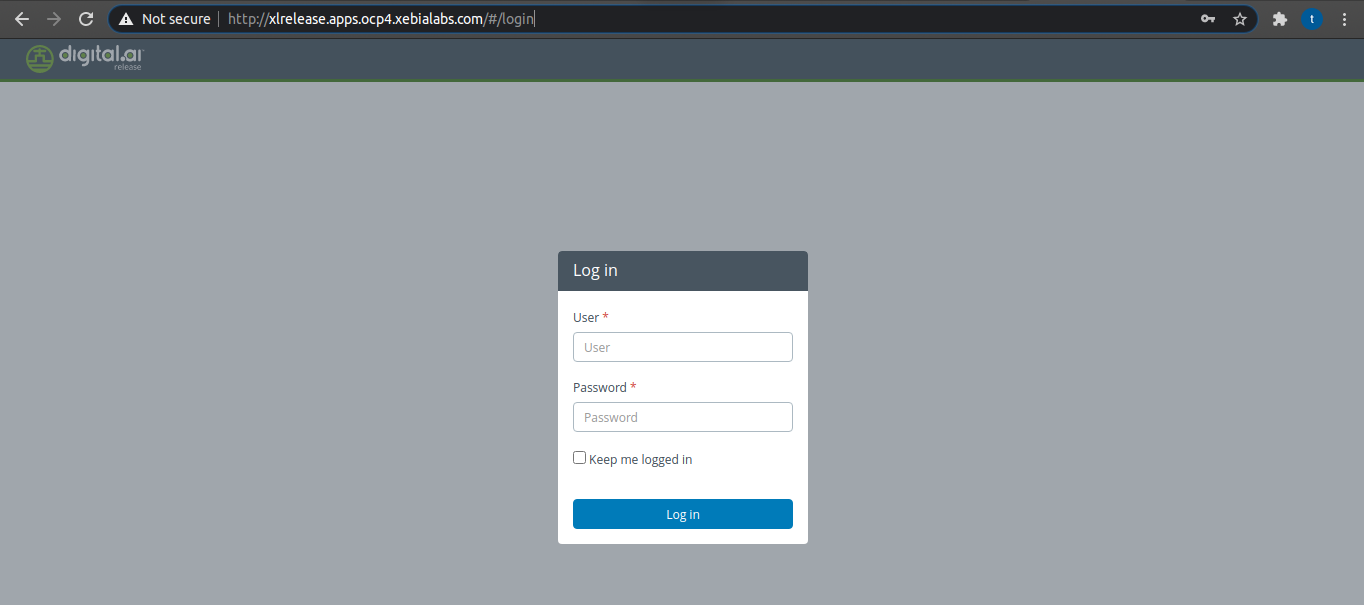 Not secure | http://xlrelease.apps.ocp4.xebialabs.com/#/login
t
digital.ai
release
Log in
User *
User
Password *
Password
Keep me logged in
Log in